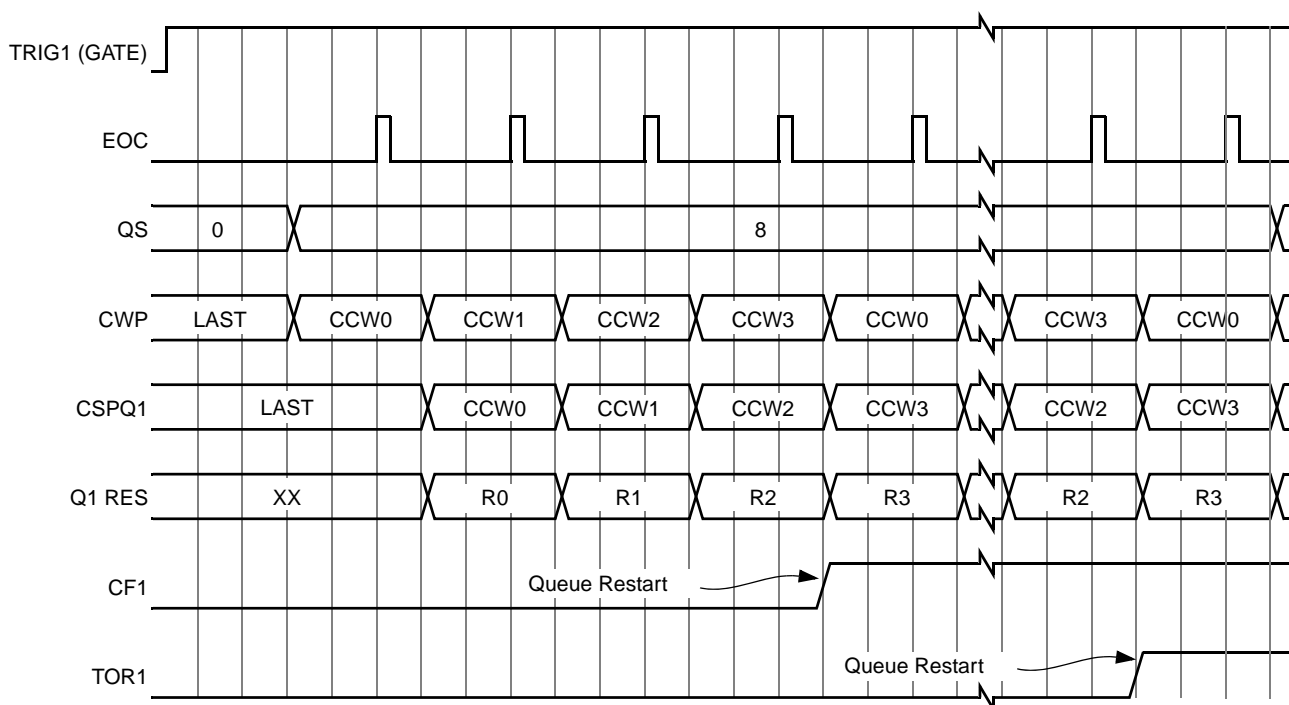 TRIG1 (GATE)
EOC
QS 0 8
CWP LAST CCW0 CCW1 CCW2 CCW3 CCW0 CCW3 CCW0
CSPQ1 LAST CCW0 CCW1 CCW2 CCW3 CCW2 CCW3
Q1 RES XX R0 R1 R2 R3 R2 R3
CF1 Queue Restart
TOR1 Queue Restart